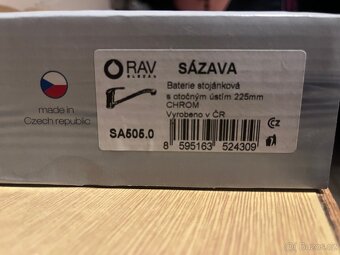 RAV
SLEZÁK
SÁZAVA
Baterie stojánková
s otočným ústím 225mm
CHROM
Vyrobeno v ČR
made in
Czech republic
SA505.0
8 595163 524309